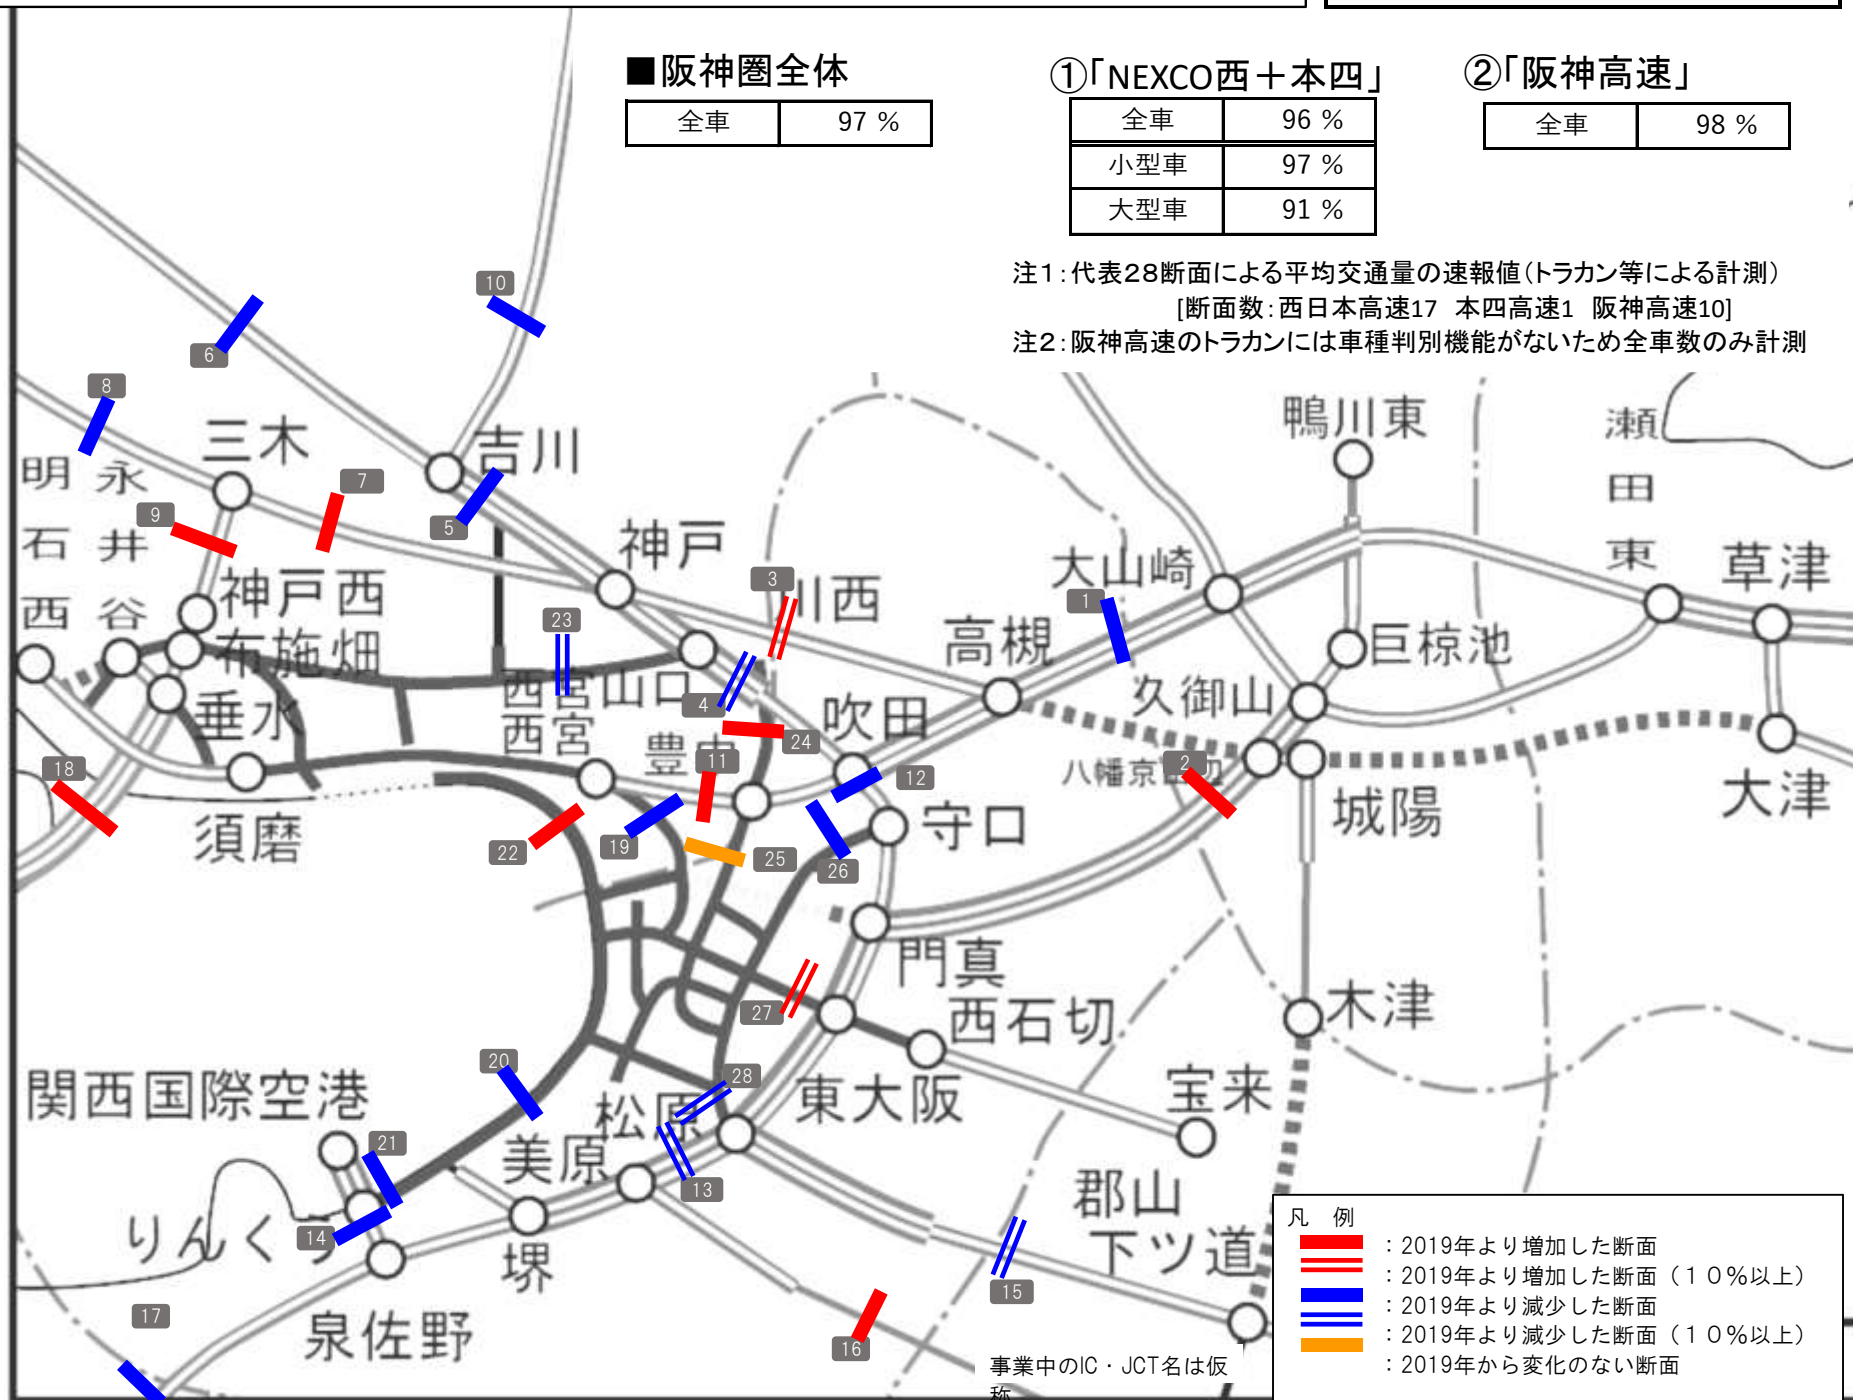 ■阪神圏全体
全車 97 %
①「NEXCO西＋本四」
全車 96 %
小型車 97 %
大型車 91 %
②「阪神高速」
全車 98 %
注1：代表28断面による平均交通量の速報値（トラカン等による計測）
[断面数：西日本高速17 本四高速1 阪神高速10]
注2：阪神高速のトラカンには車種判別機能がないため全車数のみ計測
10
6
8
三木
吉川
鴨川東
瀬田東
明石西
永井谷
7
9
5
神戸
大山崎
草津
神戸西
布施畑
3
川西
1
23
高槻
巨椋池
西宮山口
西宮
4
吹田
久御山
垂水
豊中
24
11
12
八幡京田辺
2
18
大津
須磨
守口
城陽
22
19
25
26
門真
27
西石切
木津
20
28
関西国際空港
松原
東大阪
宝来
21
美原
13
郡山
下ツ道
りんくう
14
堺
15
17
泉佐野
16
事業中のIC・JCT名は仮
称
凡 例
：2019年より増加した断面
：2019年より増加した断面（１０％以上）
：2019年より減少した断面
：2019年より減少した断面（１０％以上）
：2019年から変化のない断面